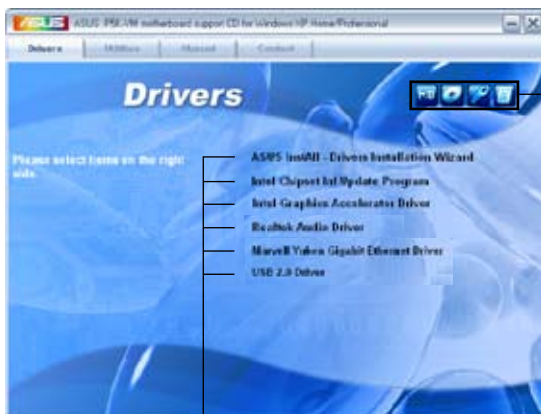 ASUS ASUS P5K-VM motherboard support CD for Windows XP Home/Professional
Drivers Utilities Manual Contact
Drivers
Please select items on the right side.
ASUS InstAll - Drivers Installation Wizard
Intel Chipset Inf Update Program
Intel Graphics Accelerator Driver
Realtek Audio Driver
Marvell Yukon Gigabit Ethernet Driver
USB 2.0 Driver